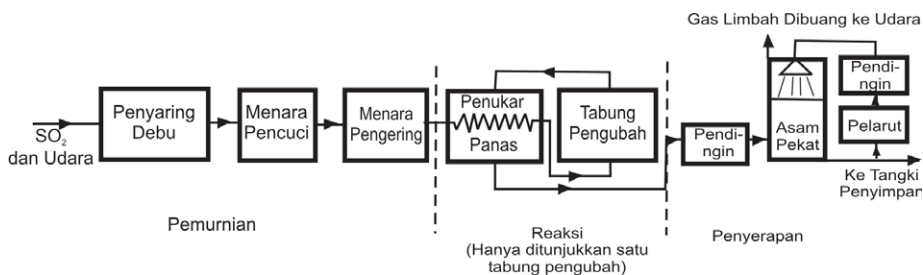 Gas Limbah Dibuang ke Udara
SO2
dan Udara
Penyaring
Debu
Menara
Pencuci
Menara
Pengering
Penukar
Panas
Tabung
Pengubah
Pendi-
ngin
Asam
Pekat
Pendi-
ngin
Pelarut
Ke Tangki
Penyimpan
Pemurnian
Reaksi
(Hanya ditunjukkan satu
tabung pengubah)
Penyerapan